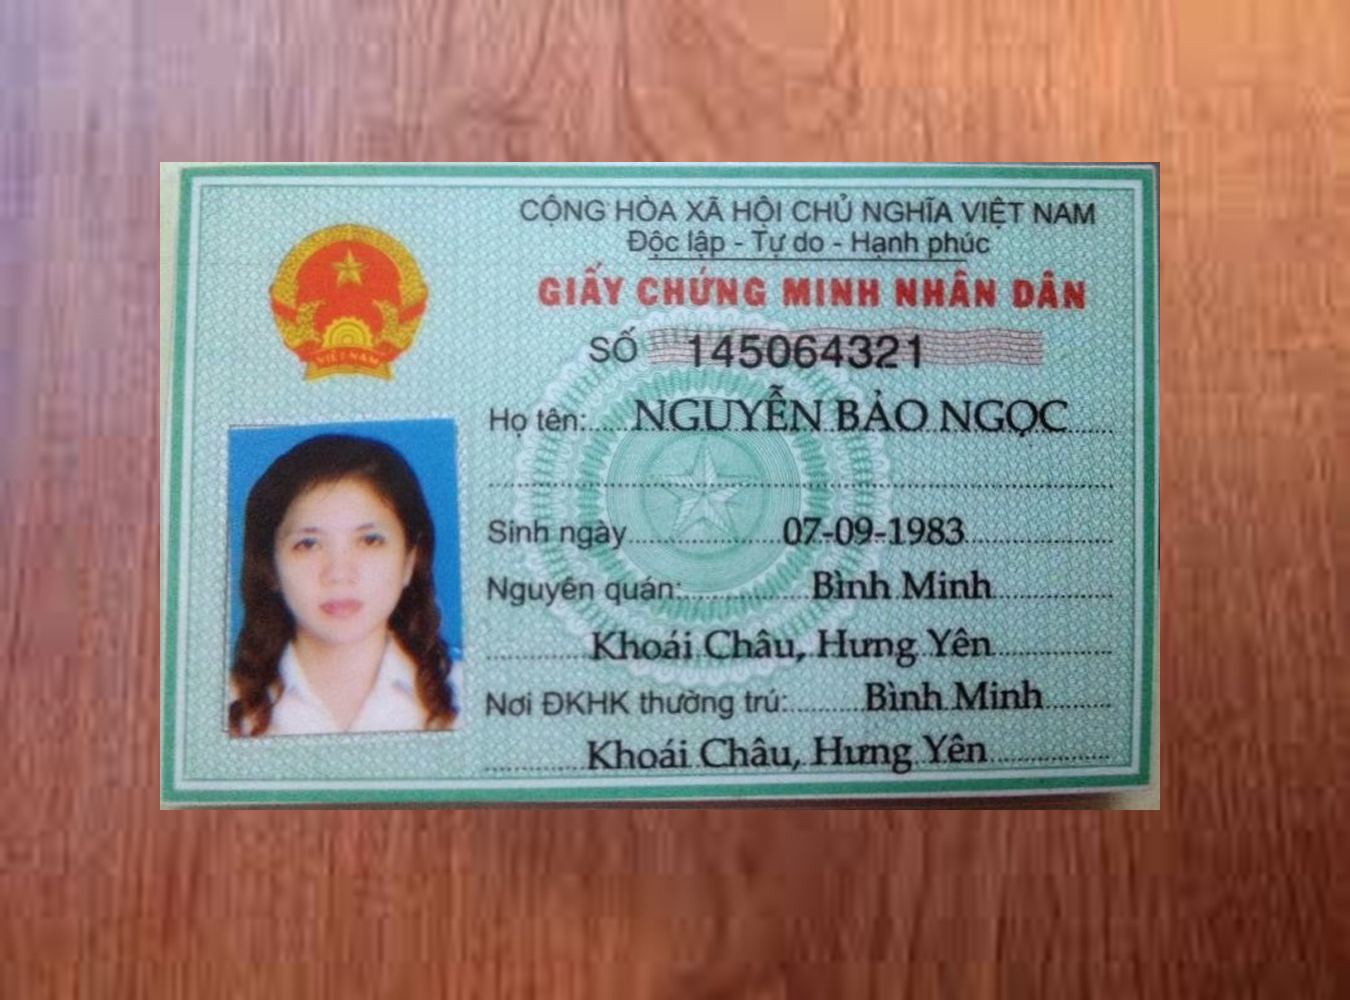 CỘNG HÒA XÃ HỘI CHỦ NGHĨA VIỆT NAM
Độc lập - Tự do - Hạnh phúc
GIẤY CHỨNG MINH NHÂN DÂN
SỐ 145064321
VIỆT NAM
Họ tên: NGUYỄN BẢO NGỌC
Sinh ngày 07-09-1983
Nguyên quán: Bình Minh
Khoái Châu, Hưng Yên
Nơi ĐKHK thường trú: Bình Minh
Khoái Châu, Hưng Yên